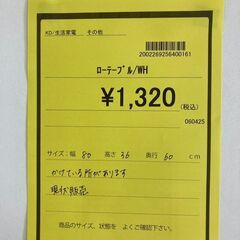 KD/生活家電 その他
2002269256400161
ローテーブル/WH
¥1,320(税込)
060425
サイズ:幅 80 高さ 36 奥行 60 cm
かけている所があります
現状販売
商品のサイズ、状態を よくご確認下さい。